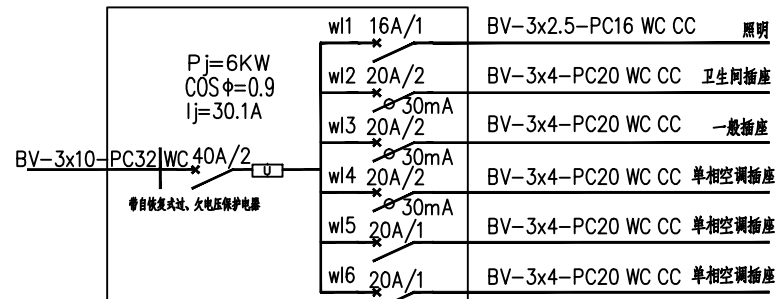 wl1 16A/1 BV-3x2.5-PC16 WC CC 照明
Pj=6KW
COSφ=0.9
Ij=30.1A
wl2 20A/2 BV-3x4-PC20 WC CC 卫生间插座
30mA
wl3 20A/2 BV-3x4-PC20 WC CC 一般插座
30mA
BV-3x10-PC32 WC 40A/2 U
wl4 20A/2 BV-3x4-PC20 WC CC 单相空调插座
30mA
带自恢复式过、欠电压保护电器
wl5 20A/1 BV-3x4-PC20 WC CC 单相空调插座
wl6 20A/1 BV-3x4-PC20 WC CC 单相空调插座